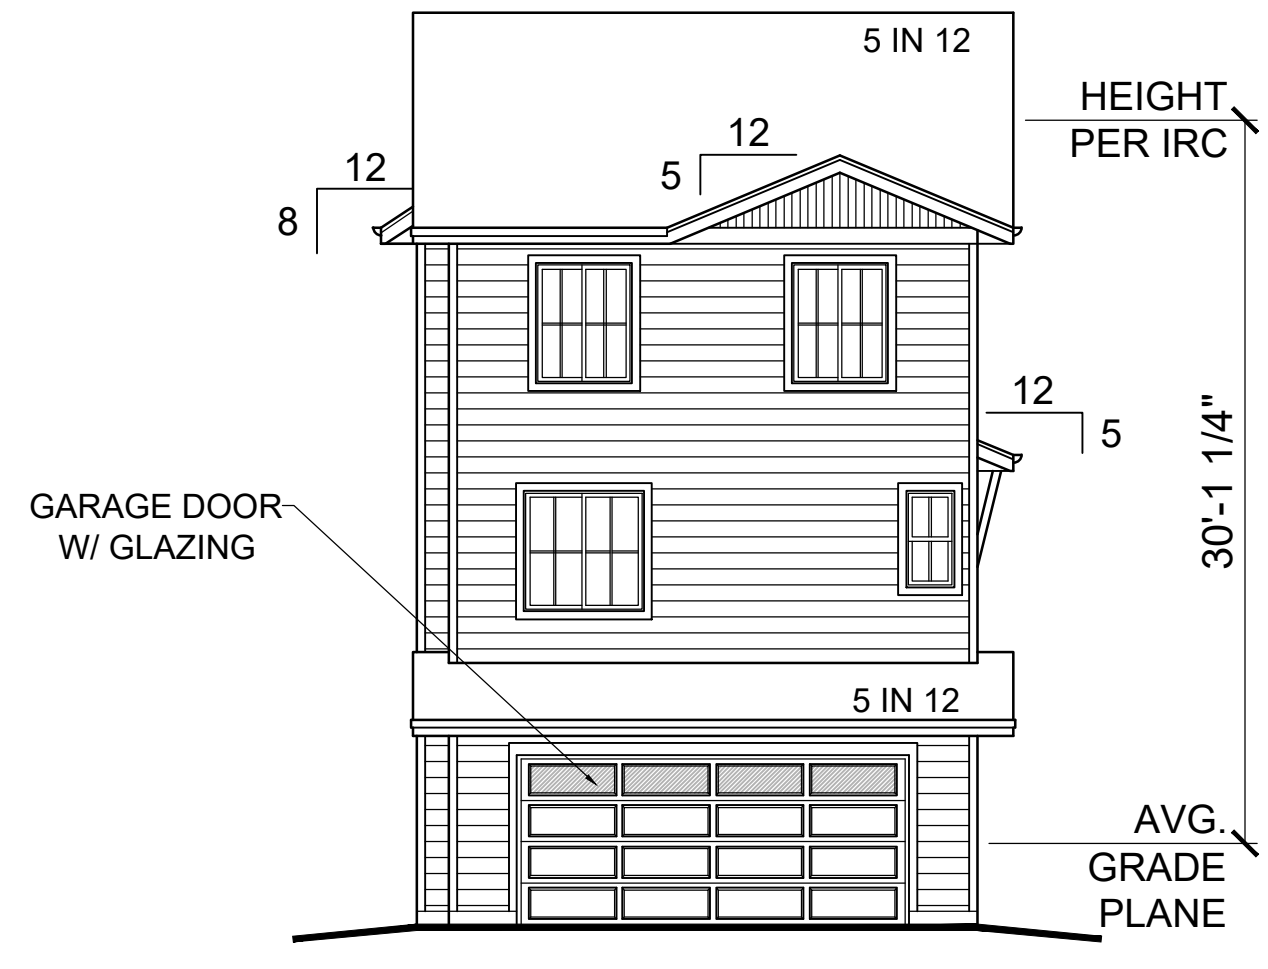 5 IN 12
HEIGHT
PER IRC
12
5
12
8
12
5
30'-1 1/4"
GARAGE DOOR
W/ GLAZING
5 IN 12
AVG.
GRADE
PLANE